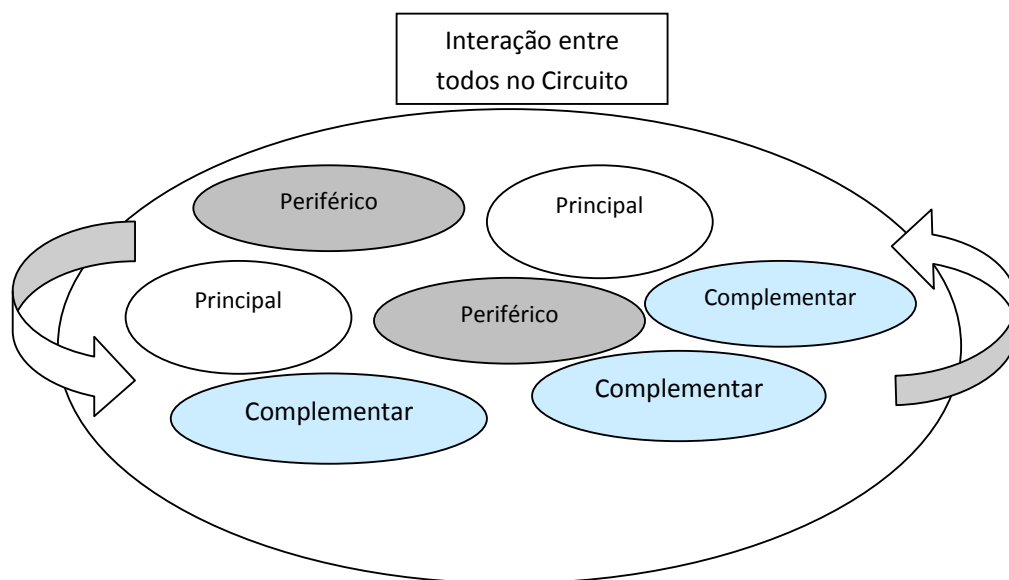 Interação entre
todos no Circuito
Periférico
Principal
Principal
Periférico
Complementar
Complementar
Complementar